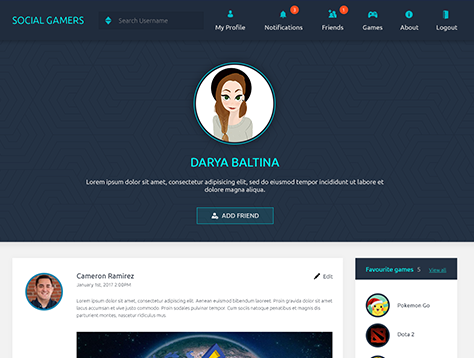 SOCIAL GAMERS
Search Username
2
1
My Profile
Notifications
Friends
Games
About
Logout
DARYA BALTINA
Lorem ipsum dolor sit amet, consectetur adipisicing elit, sed do eiusmod tempor incididunt ut labore et
dolore magna aliqua.
ADD FRIEND
Cameron Ramirez
January 1st, 2017 2:00PM
Edit
Lorem ipsum dolor sit amet, consectetur adipiscing elit. Aenean euismod bibendum laoreet. Proin gravida dolor sit amet
lacus accumsan et viverra justo commodo. Proin sodales pulvinar tempor. Cum sociis natoque penatibus et magnis dis
parturient montes, nascetur ridiculus mus.
Favourite games 5 View all
Pokemon Go
Dota 2